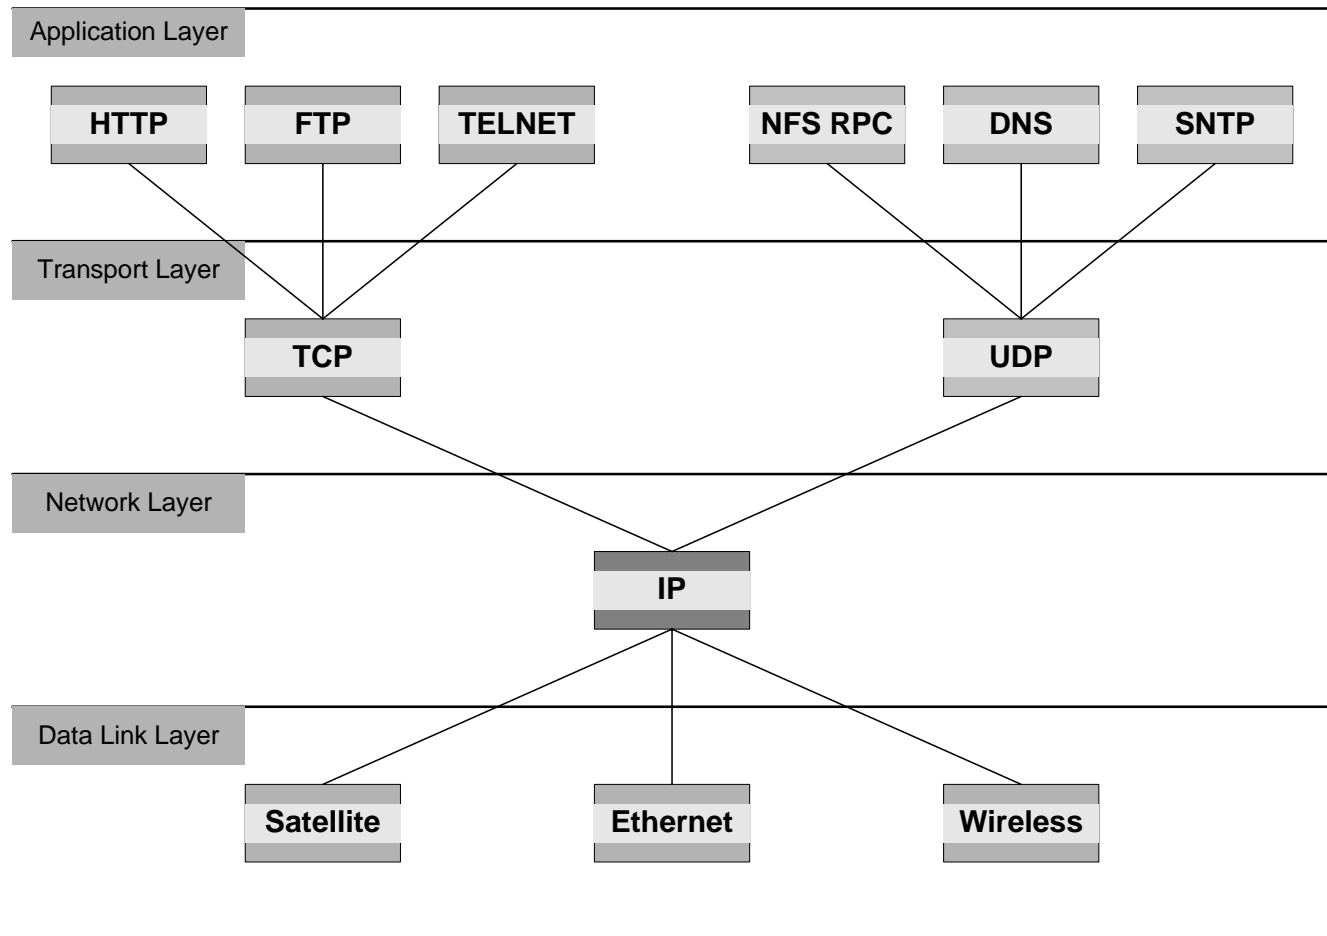 Application Layer
HTTP FTP TELNET NFS RPC DNS SNTP
Transport Layer
TCP UDP
Network Layer
IP
Data Link Layer
Satellite Ethernet Wireless